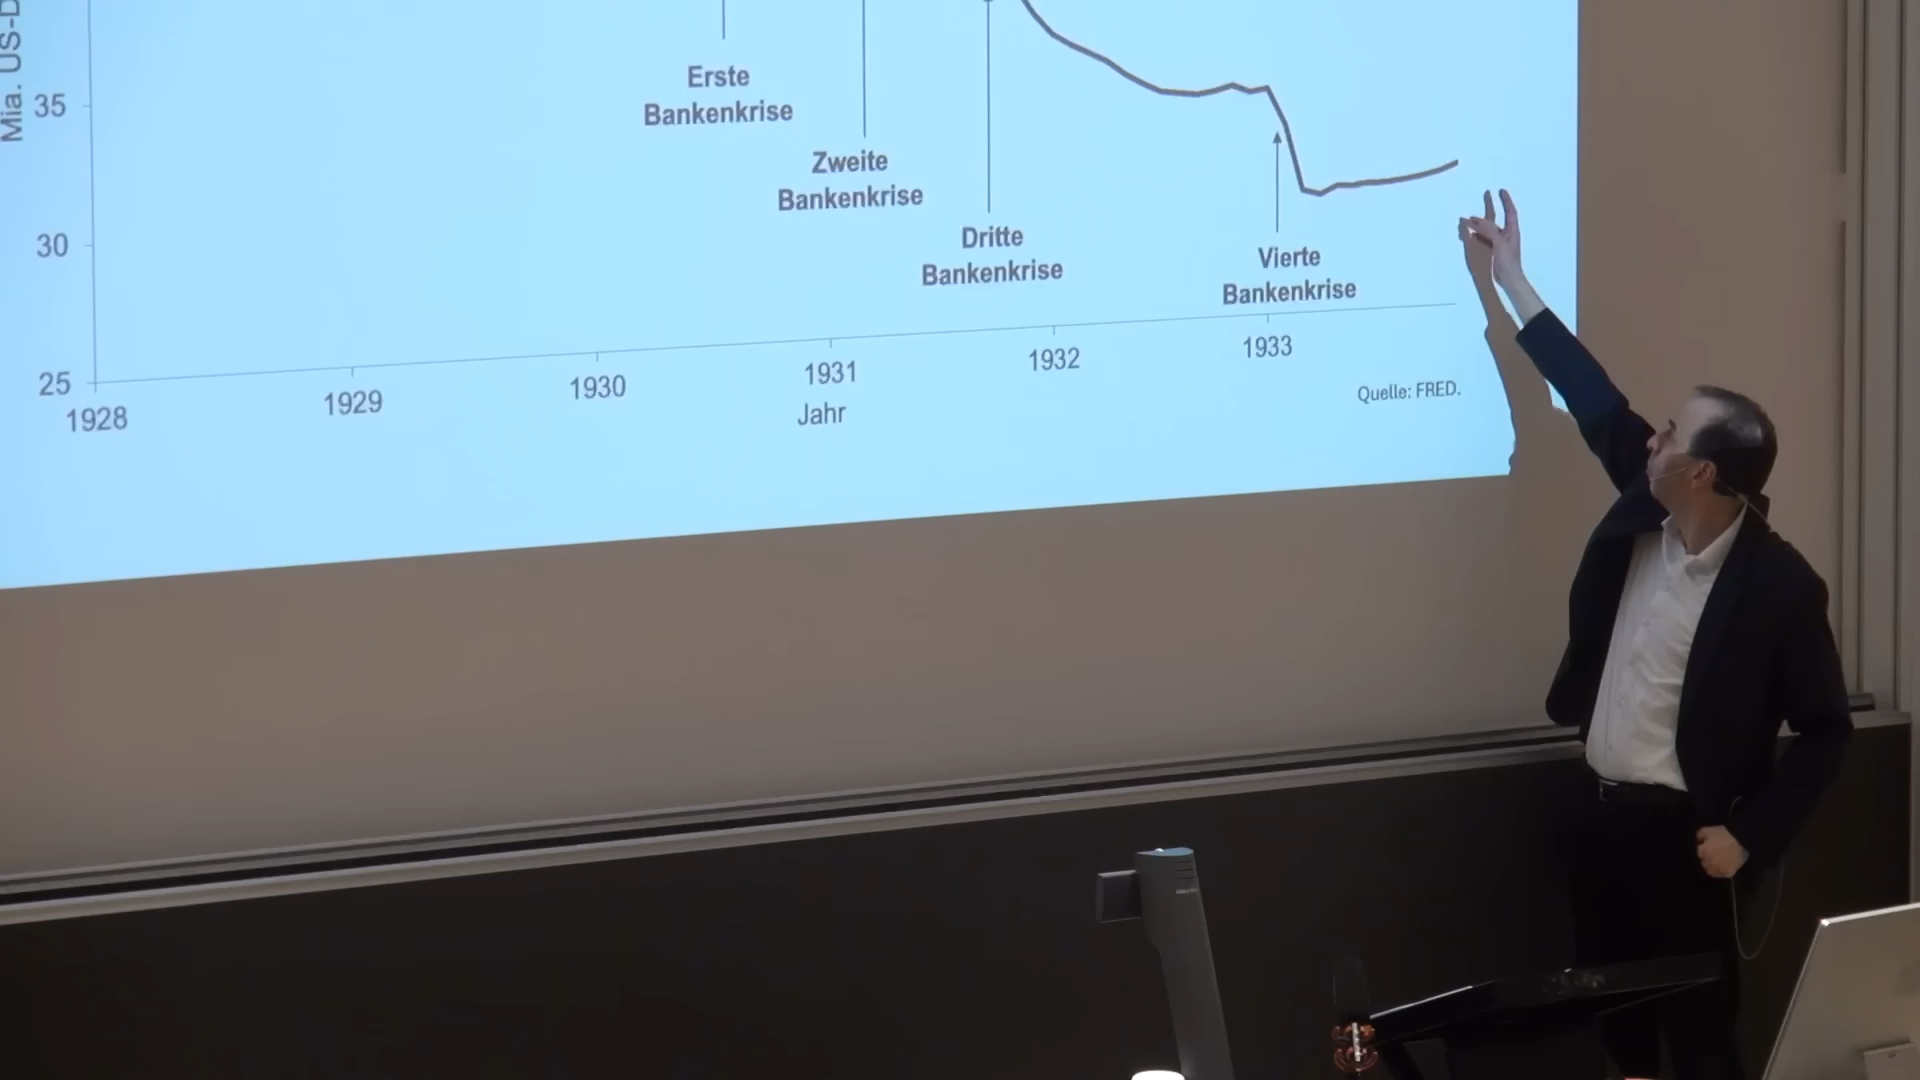 Mia. US-D
35
30
25
Erste
Bankenkrise
Zweite
Bankenkrise
Dritte
Bankenkrise
Vierte
Bankenkrise
1928
1929
1930
1931
1932
1933
Jahr
Quelle: FRED.